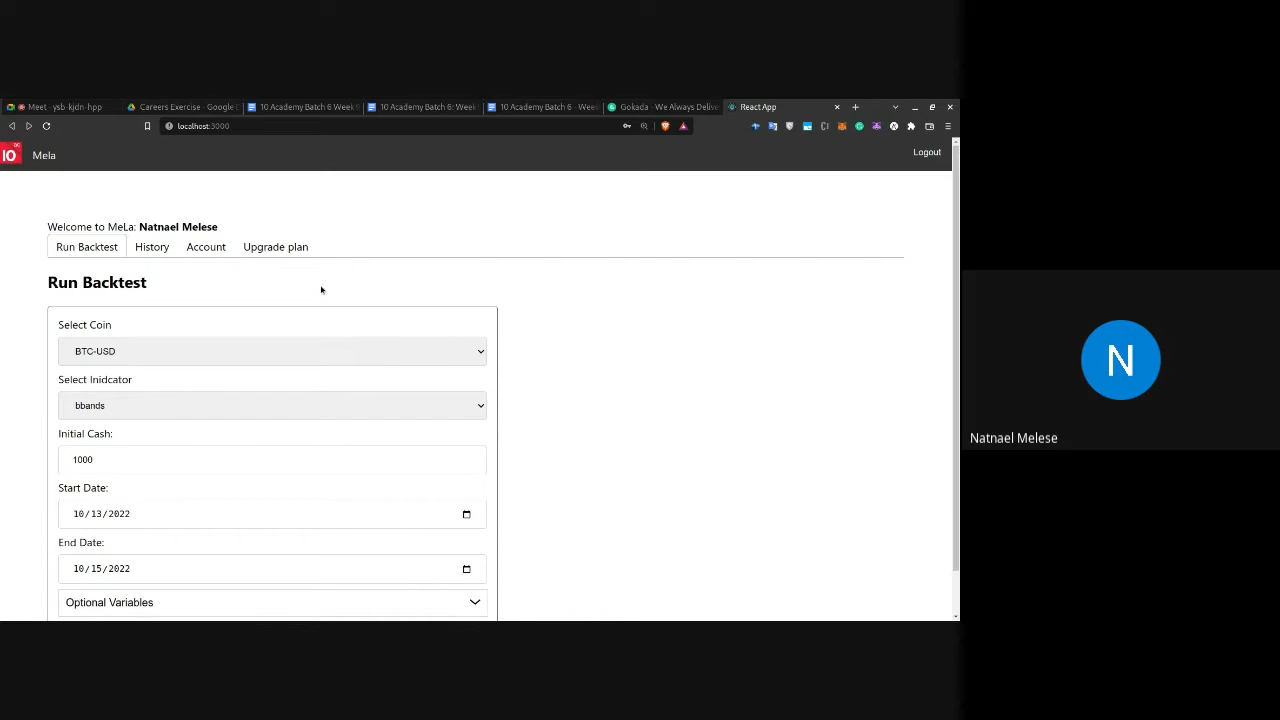 Meet - ysb-kjdn-hpp
Careers Exercise - Google
10 Academy Batch 6 Week
10 Academy Batch 6: Week
10 Academy Batch 6 - Wee
Gokada - We Always Delive
React App
localhost:3000
10
Mela
Logout
Welcome to MeLa: Natnael Melese
Run Backtest
History
Account
Upgrade plan
Run Backtest
Select Coin
BTC-USD
Select Inidcator
bbands
Initial Cash:
1000
Start Date:
10/13/2022
End Date:
10/15/2022
Optional Variables
N
Natnael Melese